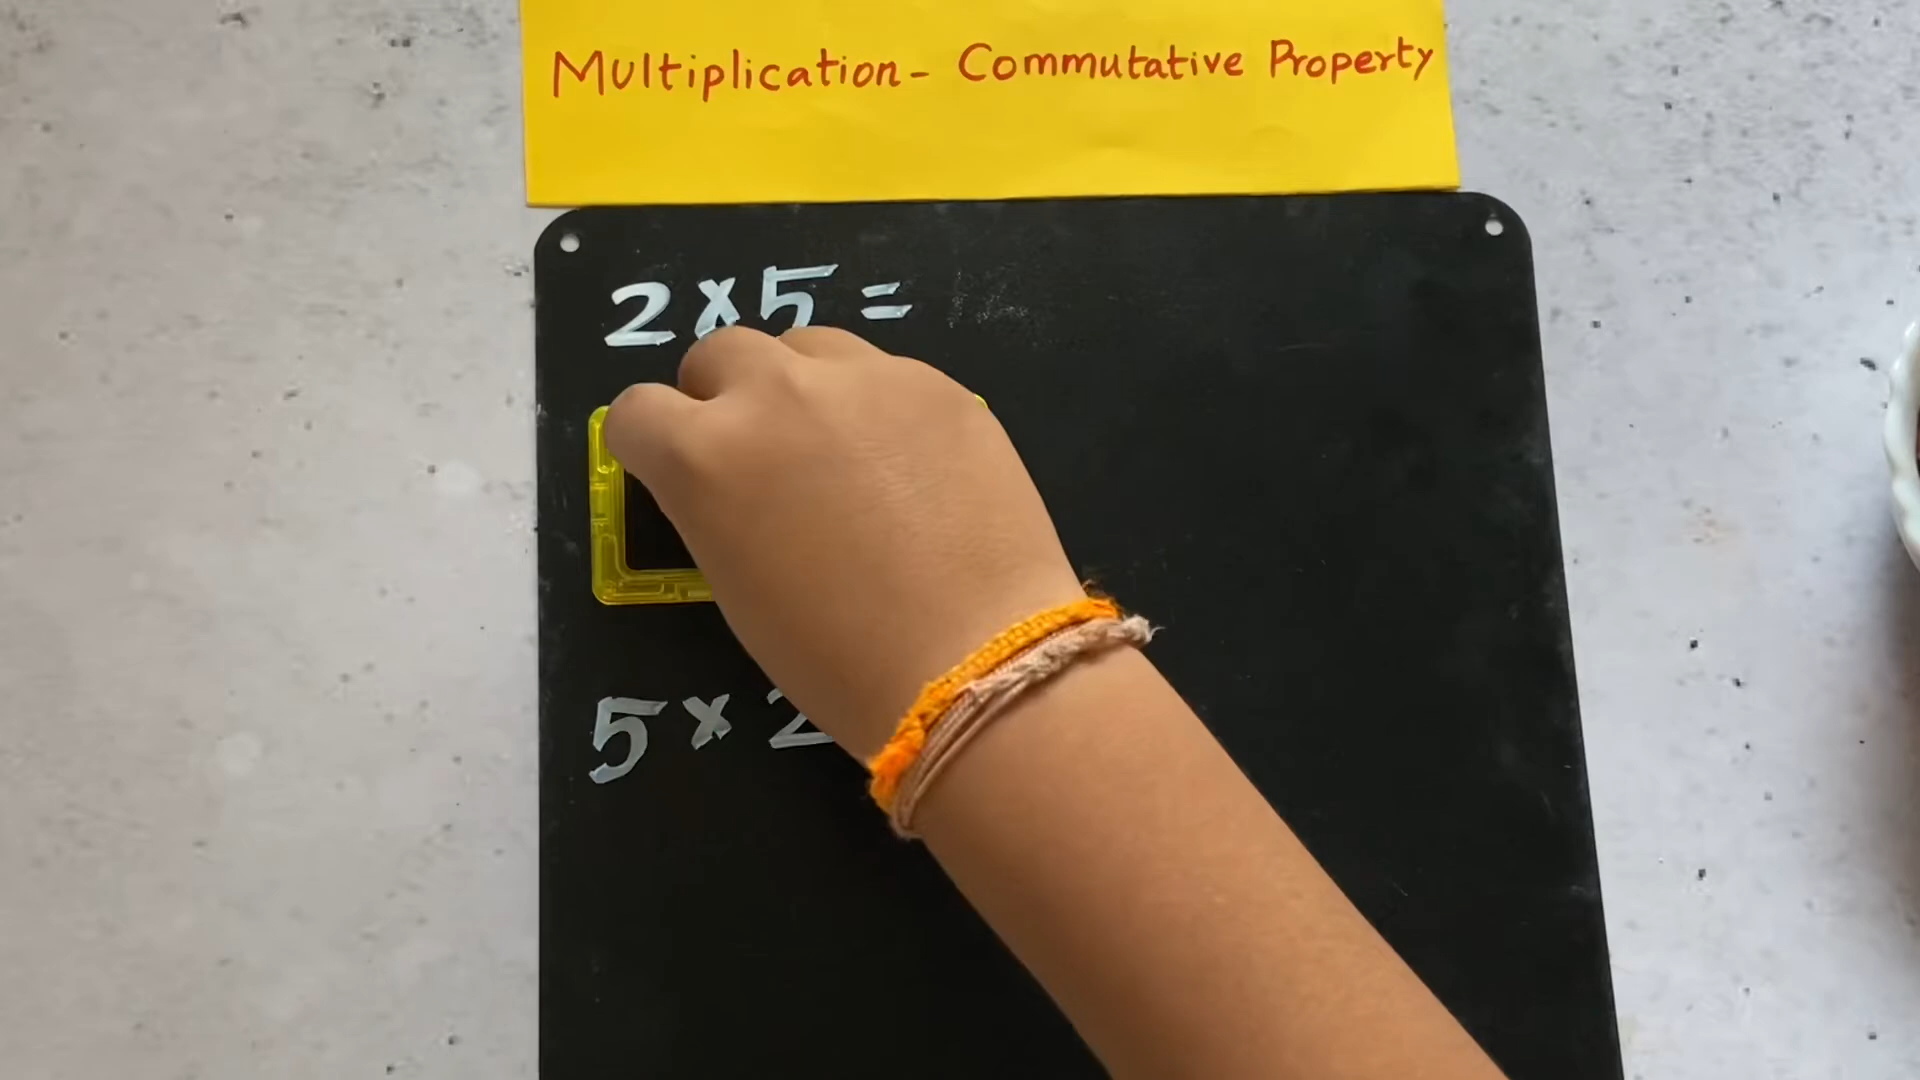 Multiplication - Commutative Property
2 x 5 =
5 x 2